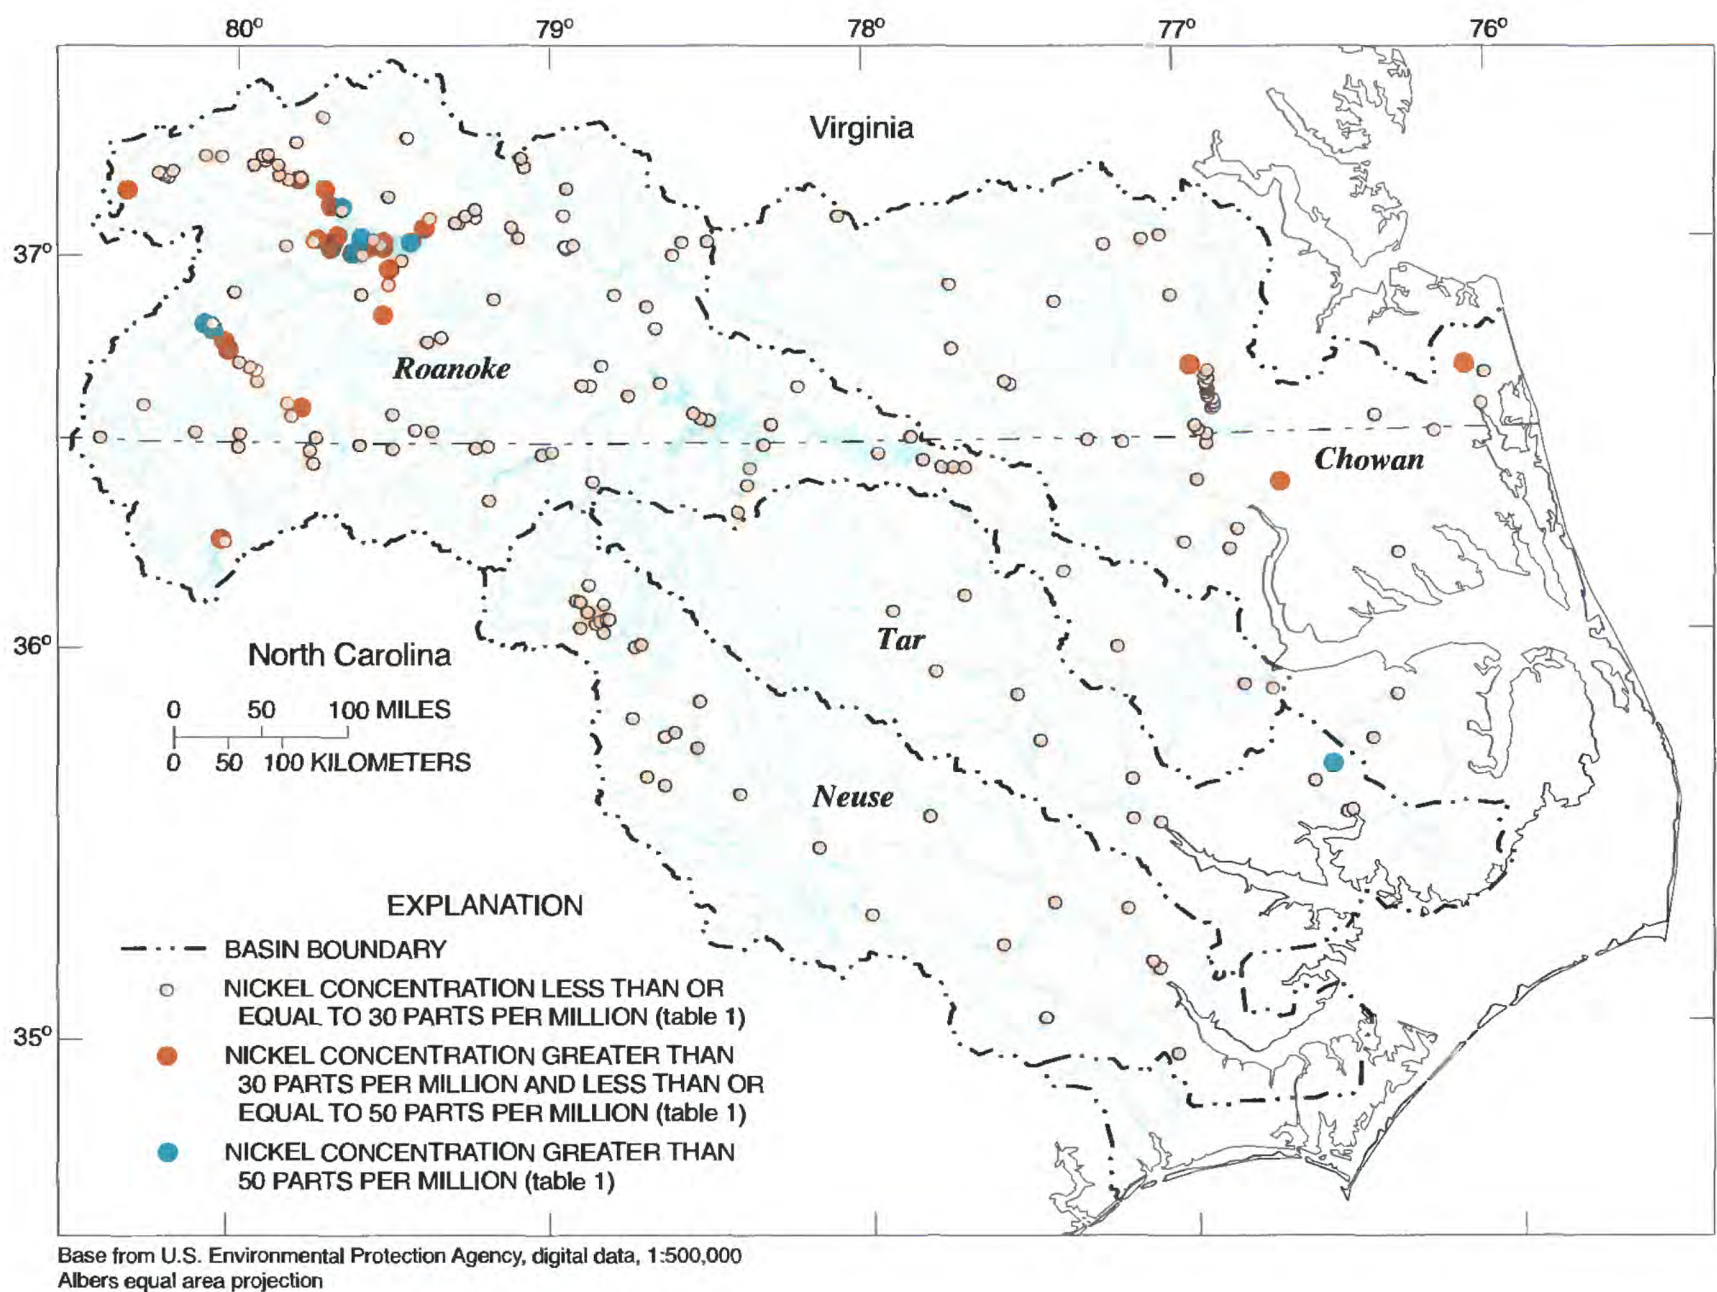 80° 79° 78° 77° 76°
Virginia
37°
Roanoke
Chowan
36°
Tar
North Carolina
0 50 100 MILES
0 50 100 KILOMETERS
Neuse
EXPLANATION
BASIN BOUNDARY
NICKEL CONCENTRATION LESS THAN OR
EQUAL TO 30 PARTS PER MILLION (table 1)
35°
NICKEL CONCENTRATION GREATER THAN
30 PARTS PER MILLION AND LESS THAN OR
EQUAL TO 50 PARTS PER MILLION (table 1)
NICKEL CONCENTRATION GREATER THAN
50 PARTS PER MILLION (table 1)
Base from U.S. Environmental Protection Agency, digital data, 1:500,000
Albers equal area projection